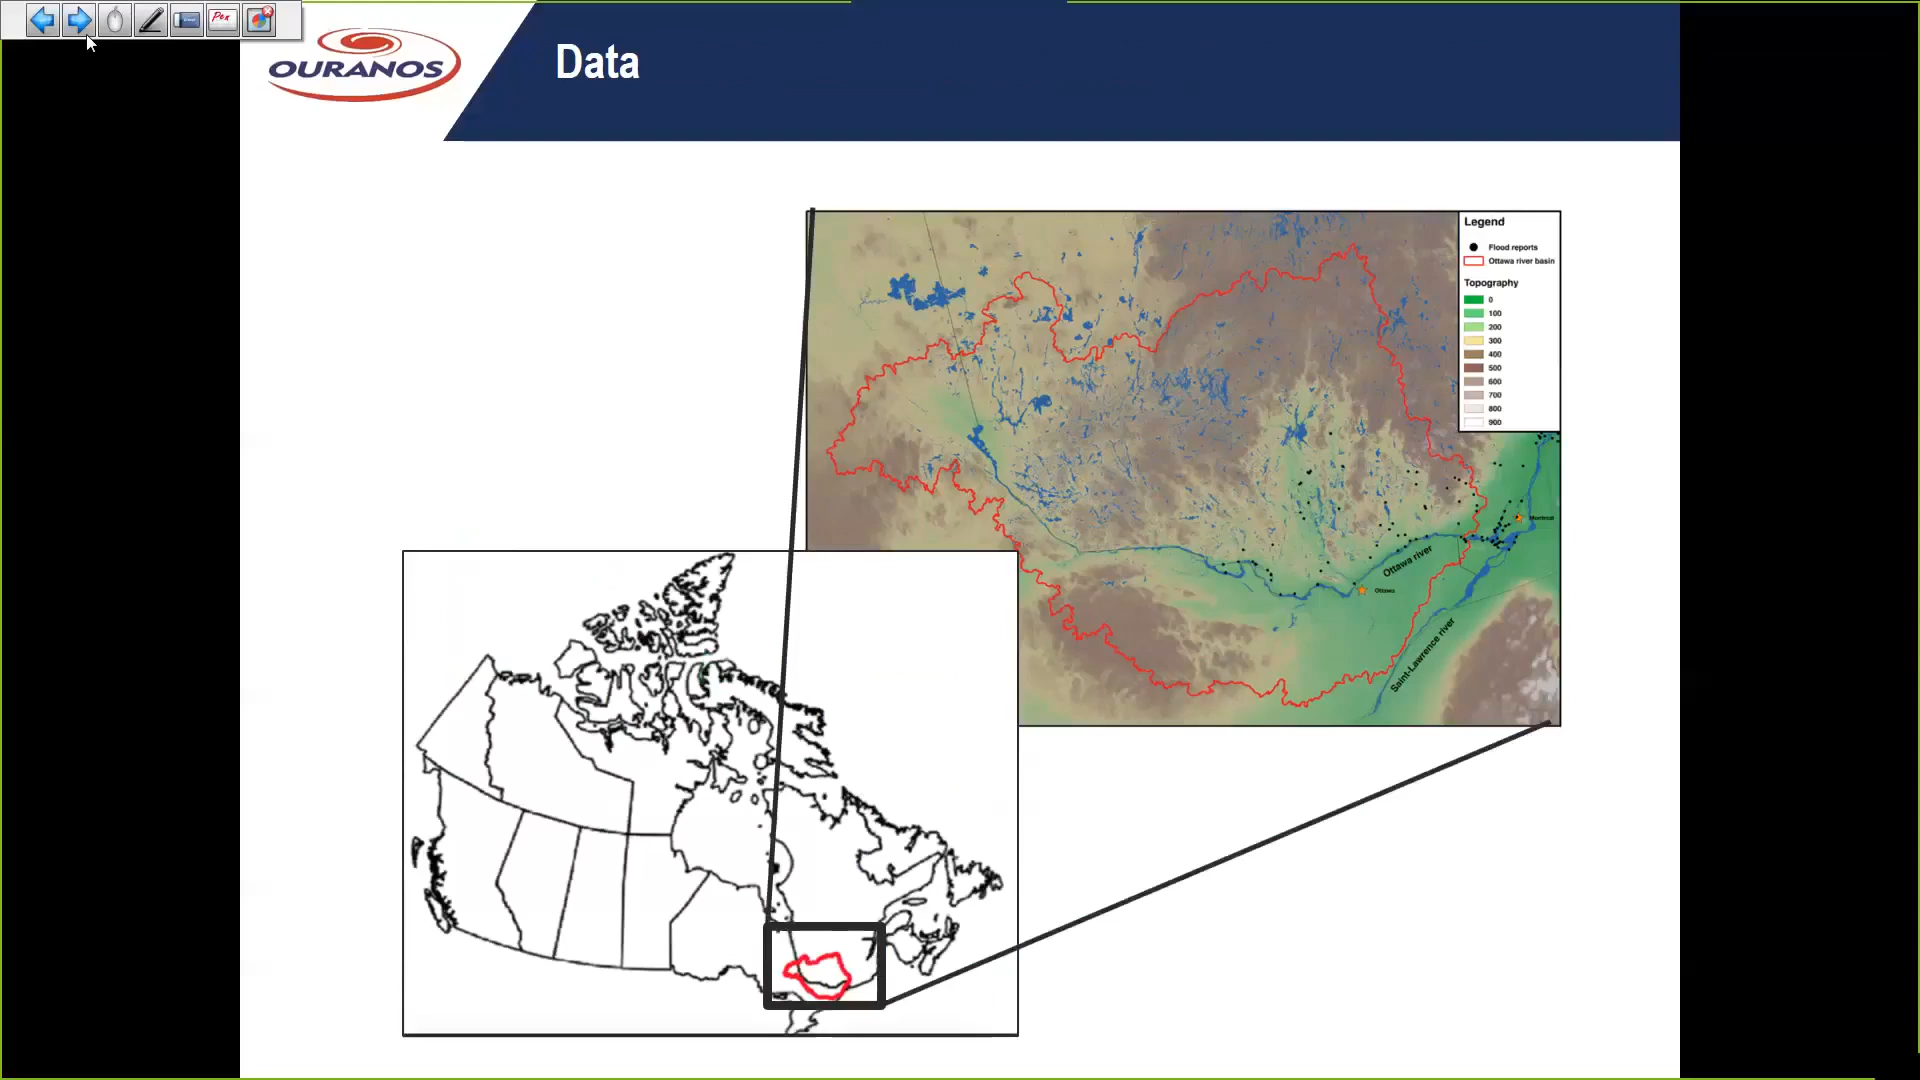 Pen
OURANOS
Data
Legend
Flood reports
Ottawa river basin
Topography
0
100
200
300
400
500
600
700
800
900
Montreal
Ottawa river
Ottawa
Saint-Lawrence river